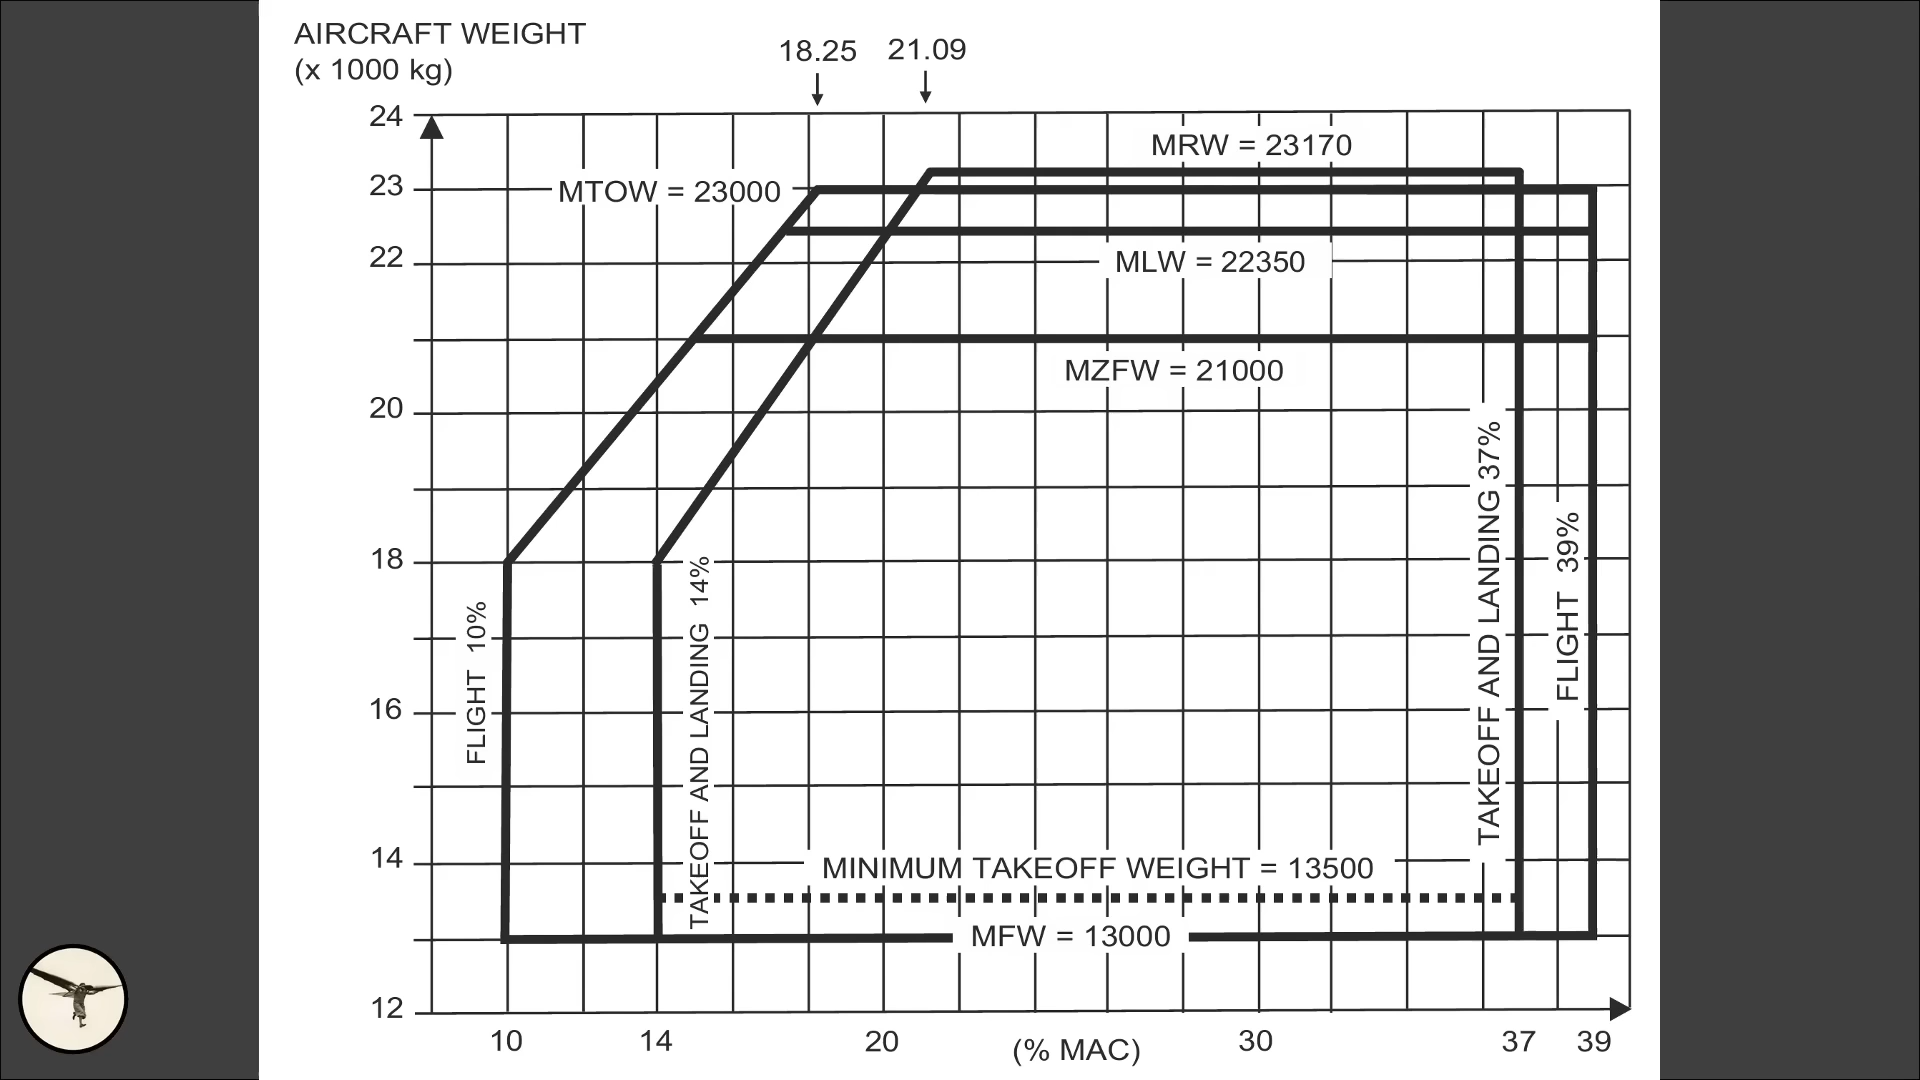 AIRCRAFT WEIGHT
(x 1000 kg)
18.25
21.09
24
MRW = 23170
23
MTOW = 23000
22
MLW = 22350
MZFW = 21000
20
18
16
14
12
FLIGHT 10%
TAKEOFF AND LANDING 14%
TAKEOFF AND LANDING 37%
FLIGHT 39%
MINIMUM TAKEOFF WEIGHT = 13500
MFW = 13000
10
14
20
(% MAC)
30
37
39